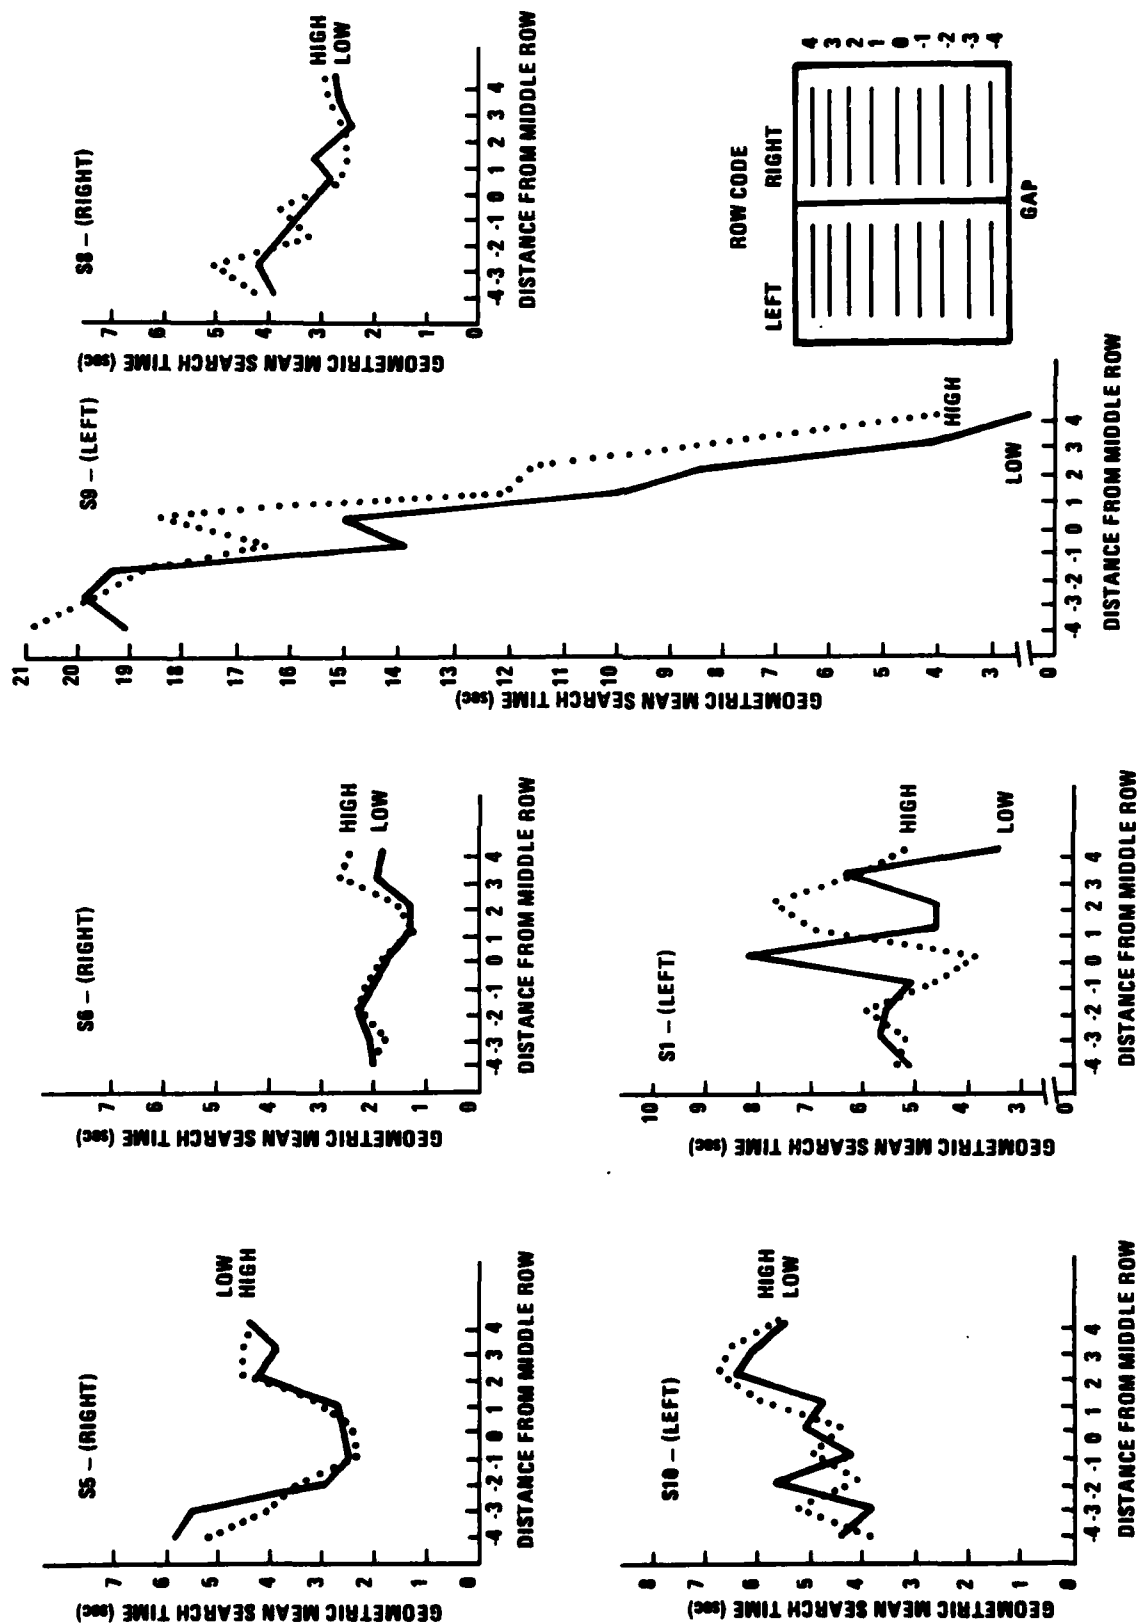 S5 – (RIGHT)
7
6
5
4
3
2
1
0
GEOMETRIC MEAN SEARCH TIME (sec)
LOW
HIGH
-4 -3 -2 -1 0 1 2 3 4
DISTANCE FROM MIDDLE ROW
S6 – (RIGHT)
7
6
5
4
3
2
1
0
GEOMETRIC MEAN SEARCH TIME (sec)
HIGH
LOW
-4 -3 -2 -1 0 1 2 3 4
DISTANCE FROM MIDDLE ROW
S9 – (LEFT)
21
20
19
18
17
16
15
14
13
12
11
10
9
8
7
6
5
4
3
2
0
GEOMETRIC MEAN SEARCH TIME (sec)
HIGH
LOW
-4 -3 -2 -1 0 1 2 3 4
DISTANCE FROM MIDDLE ROW
S8 – (RIGHT)
7
6
5
4
3
2
1
0
GEOMETRIC MEAN SEARCH TIME (sec)
HIGH
LOW
-4 -3 -2 -1 0 1 2 3 4
DISTANCE FROM MIDDLE ROW
S10 – (LEFT)
8
7
6
5
4
3
2
1
0
GEOMETRIC MEAN SEARCH TIME (sec)
HIGH
LOW
-4 -3 -2 -1 0 1 2 3 4
DISTANCE FROM MIDDLE ROW
S1 – (LEFT)
10
9
8
7
6
5
4
3
0
GEOMETRIC MEAN SEARCH TIME (sec)
HIGH
LOW
-4 -3 -2 -1 0 1 2 3 4
DISTANCE FROM MIDDLE ROW
ROW CODE
LEFT RIGHT
4
3
2
1
0
-1
-2
-3
-4
GAP